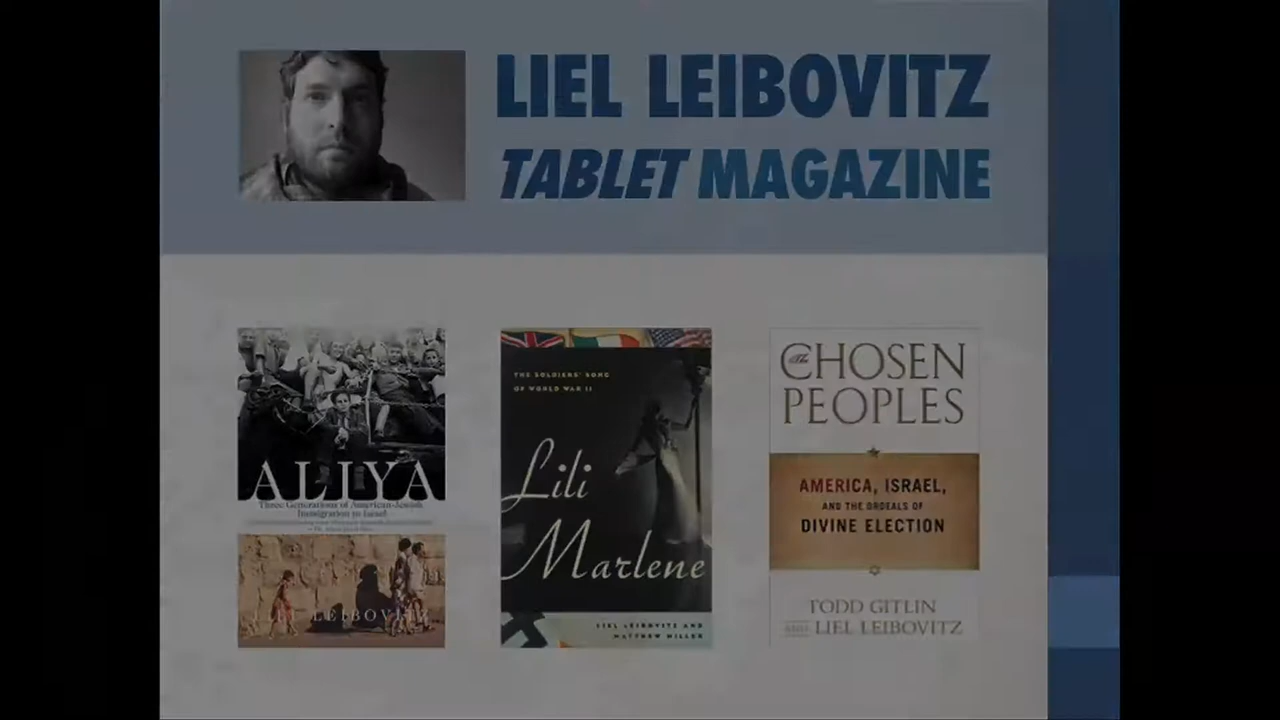 LIEL LEIBOVITZ
TABLET MAGAZINE
ALIYA
Three Generations of American-Jewish
Immigration to Israel
LIEL LEIBOVITZ
THE SOLDIERS' SONG
OF WORLD WAR II
Lili
Marlene
LIEL LEIBOVITZ AND
MATTHEW MILLER
The CHOSEN
PEOPLES
AMERICA, ISRAEL,
AND THE ORDEALS OF
DIVINE ELECTION
TODD GITLIN
AND LIEL LEIBOVITZ